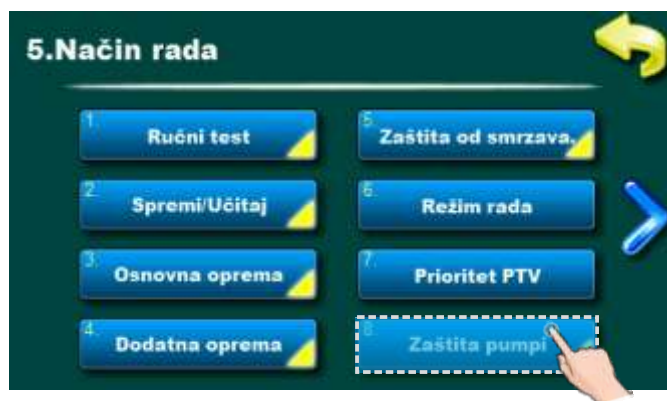 5.Način rada
1. Ručni test
2. Spremi/Učitaj
3. Osnovna oprema
4. Dodatna oprema
5. Zaštita od smrzava.
6. Režim rada
7. Prioritet PTV
8. Zaštita pumpi